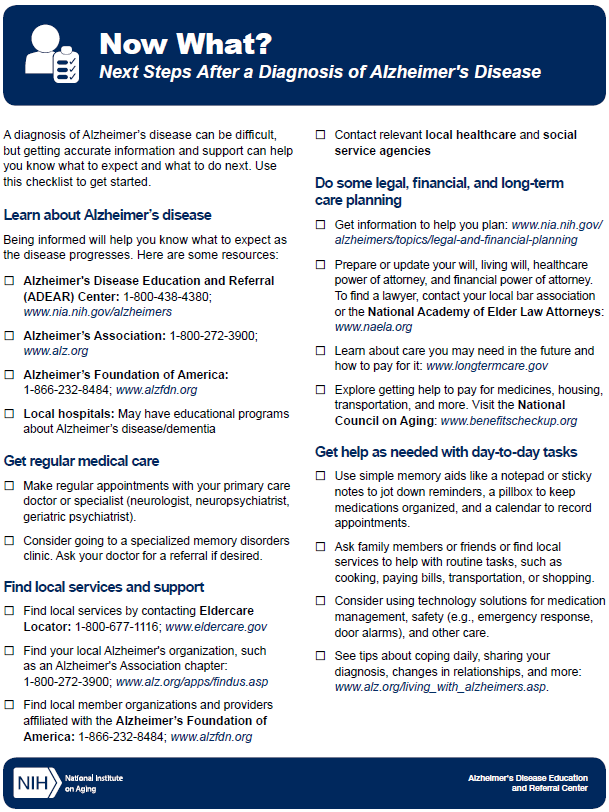 Now What?
Next Steps After a Diagnosis of Alzheimer's Disease
A diagnosis of Alzheimer's disease can be difficult,
but getting accurate information and support can help
you know what to expect and what to do next. Use
this checklist to get started.
Learn about Alzheimer's disease
Being informed will help you know what to expect as
the disease progresses. Here are some resources:
Alzheimer's Disease Education and Referral
(ADEAR) Center: 1-800-438-4380;
www.nia.nih.gov/alzheimers
Alzheimer's Association: 1-800-272-3900;
www.alz.org
Alzheimer's Foundation of America:
1-866-232-8484; www.alzfdn.org
Local hospitals: May have educational programs
about Alzheimer's disease/dementia
Get regular medical care
Make regular appointments with your primary care
doctor or specialist (neurologist, neuropsychiatrist,
geriatric psychiatrist).
Consider going to a specialized memory disorders
clinic. Ask your doctor for a referral if desired.
Find local services and support
Find local services by contacting Eldercare
Locator: 1-800-677-1116; www.eldercare.gov
Find your local Alzheimer's organization, such
as an Alzheimer's Association chapter:
1-800-272-3900; www.alz.org/apps/findus.asp
Find local member organizations and providers
affiliated with the Alzheimer's Foundation of
America: 1-866-232-8484; www.alzfdn.org
Contact relevant local healthcare and social
service agencies
Do some legal, financial, and long-term
care planning
Get information to help you plan: www.nia.nih.gov/
alzheimers/topics/legal-and-financial-planning
Prepare or update your will, living will, healthcare
power of attorney, and financial power of attorney.
To find a lawyer, contact your local bar association
or the National Academy of Elder Law Attorneys:
www.naela.org
Learn about care you may need in the future and
how to pay for it: www.longtermcare.gov
Explore getting help to pay for medicines, housing,
transportation, and more. Visit the National
Council on Aging: www.benefitscheckup.org
Get help as needed with day-to-day tasks
Use simple memory aids like a notepad or sticky
notes to jot down reminders, a pillbox to keep
medications organized, and a calendar to record
appointments.
Ask family members or friends or find local
services to help with routine tasks, such as
cooking, paying bills, transportation, or shopping.
Consider using technology solutions for medication
management, safety (e.g., emergency response,
door alarms), and other care.
See tips about coping daily, sharing your
diagnosis, changes in relationships, and more:
www.alz.org/living_with_alzheimers.asp.
NIH National Institute
on Aging
Alzheimer's Disease Education
and Referral Center